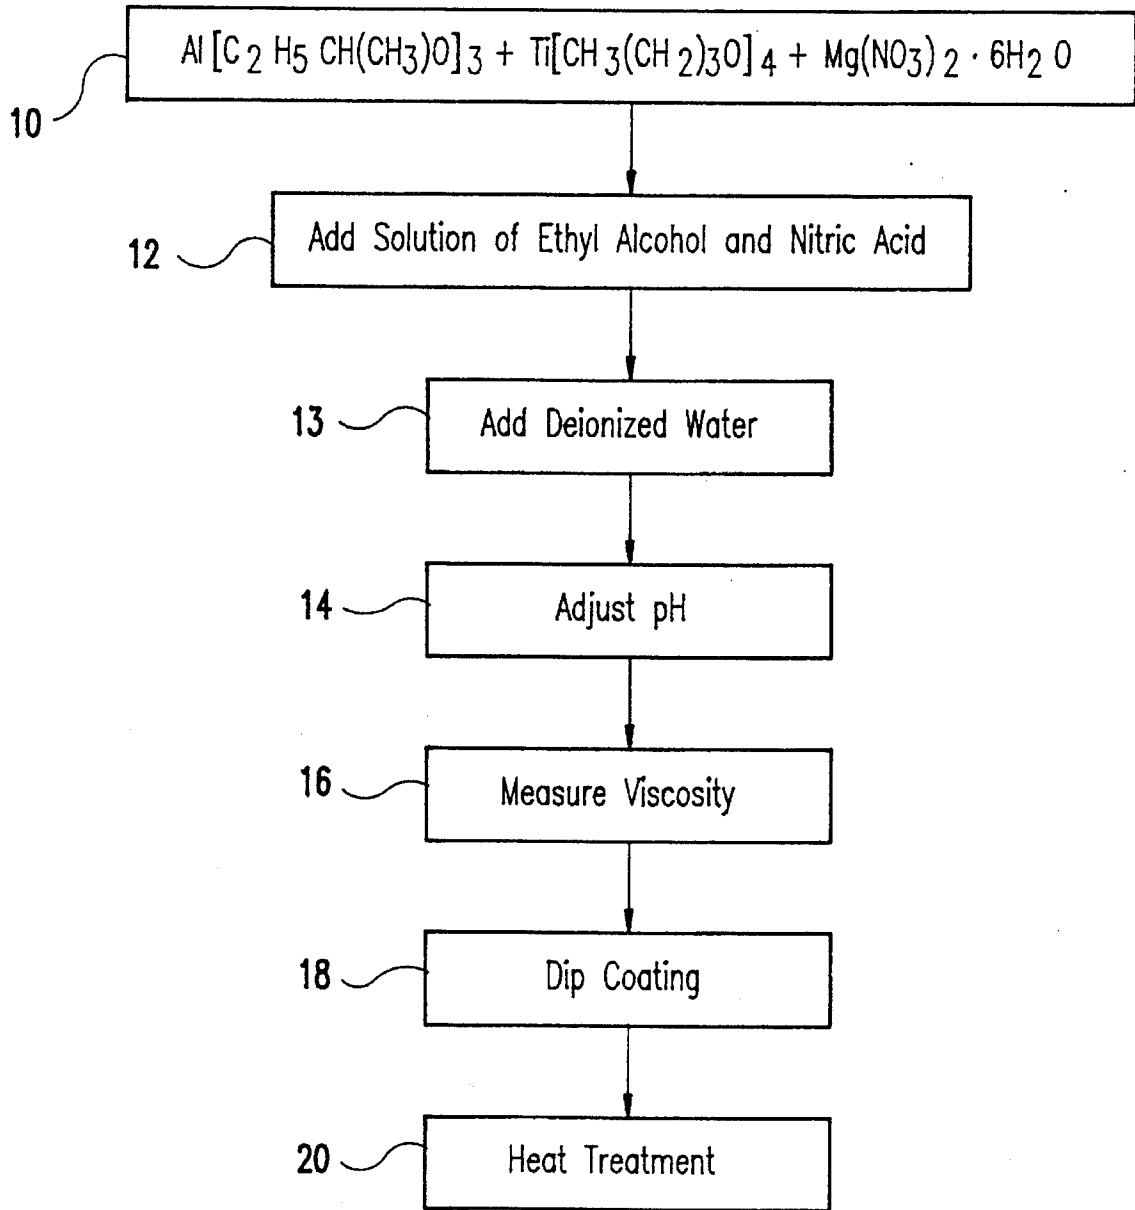 Al[C2H5CH(CH3)O]3 + Ti[CH3(CH2)3O]4 + Mg(NO3)2 · 6H2O
10
Add Solution of Ethyl Alcohol and Nitric Acid
12
13
Add Deionized Water
14
Adjust pH
16
Measure Viscosity
18
Dip Coating
20
Heat Treatment